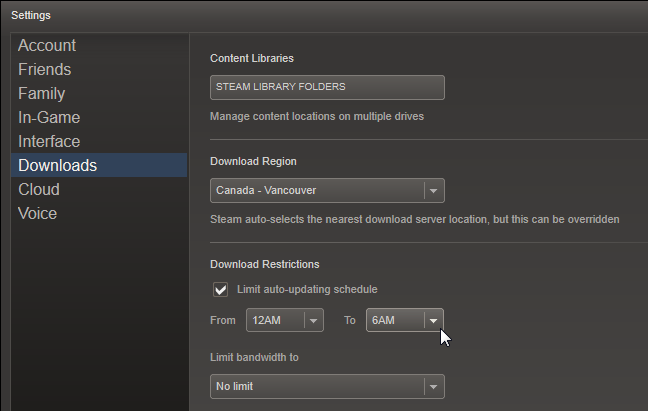 Settings
Account
Friends
Family
In-Game
Interface
Downloads
Cloud
Voice
Content Libraries
STEAM LIBRARY FOLDERS
Manage content locations on multiple drives
Download Region
Canada - Vancouver
Steam auto-selects the nearest download server location, but this can be overridden
Download Restrictions
Limit auto-updating schedule
From 12AM To 6AM
Limit bandwidth to
No limit